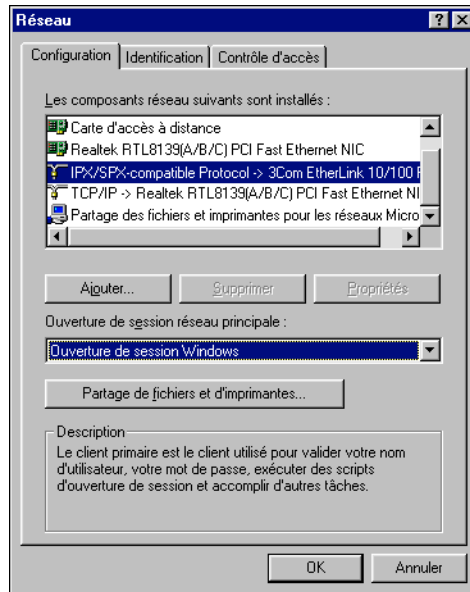 Réseau
Configuration Identification Contrôle d'accès
Les composants réseau suivants sont installés :
Carte d'accès à distance
Realtek RTL8139(A/B/C) PCI Fast Ethernet NIC
IPX/SPX-compatible Protocol -> 3Com EtherLink 10/100
TCP/IP -> Realtek RTL8139(A/B/C) PCI Fast Ethernet NI
Partage des fichiers et imprimantes pour les réseaux Micro
Ajouter... Supprimer Propriétés
Ouverture de session réseau principale :
Ouverture de session Windows
Partage de fichiers et d'imprimantes...
Description
Le client primaire est le client utilisé pour valider votre nom
d'utilisateur, votre mot de passe, exécuter des scripts
d'ouverture de session et accomplir d'autres tâches.
OK Annuler